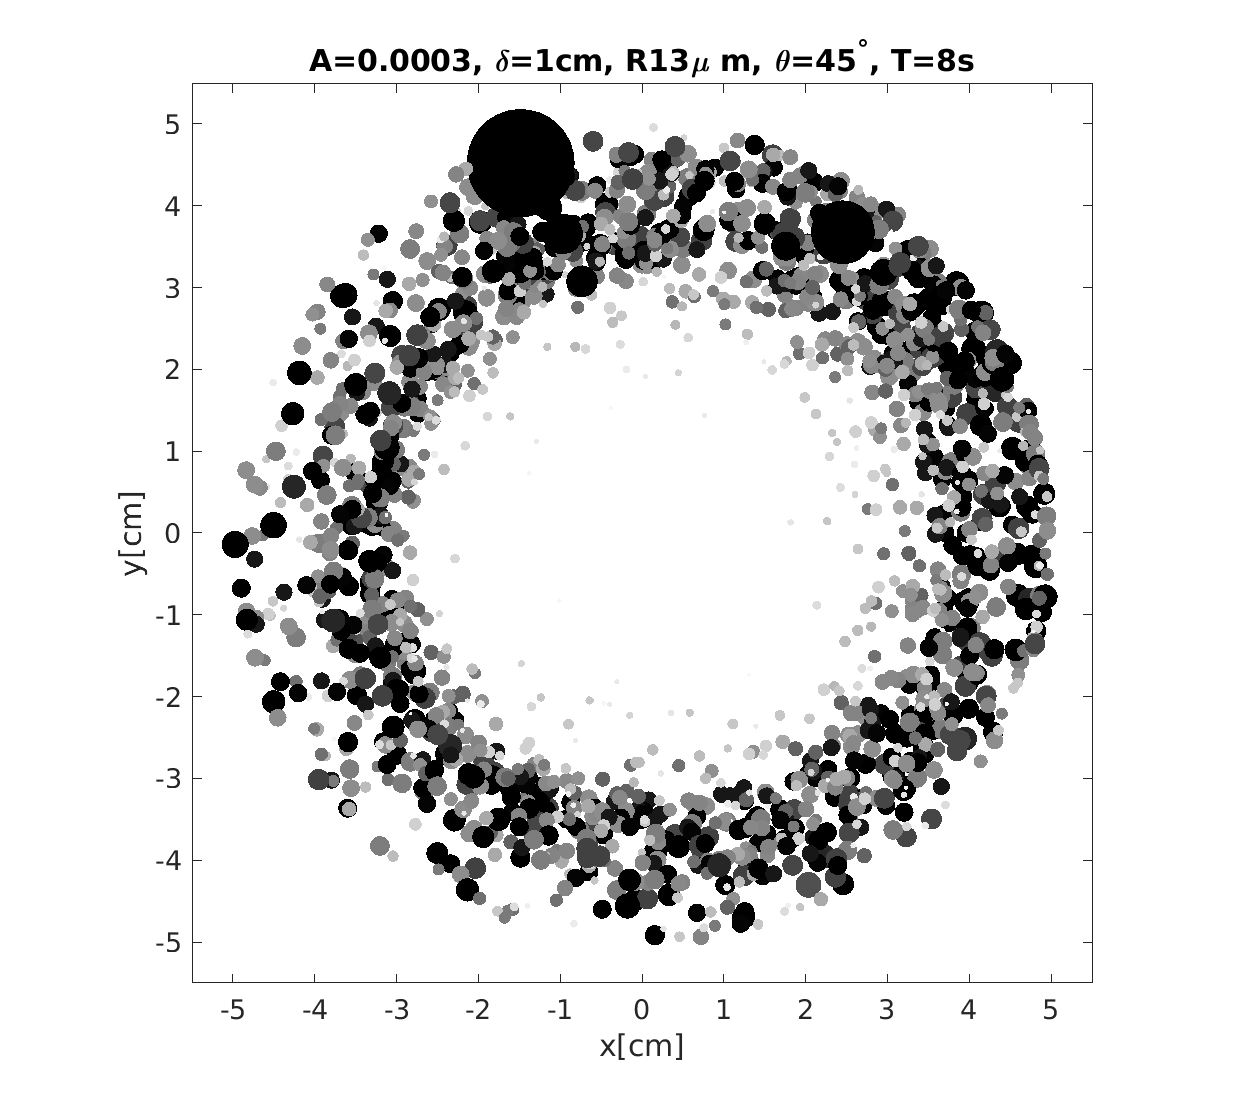 A=0.0003, δ=1cm, R13μ m, θ=45°, T=8s
5
4
3
2
1
0
-1
-2
-3
-4
-5
y[cm]
-5 -4 -3 -2 -1 0 1 2 3 4 5
x[cm]